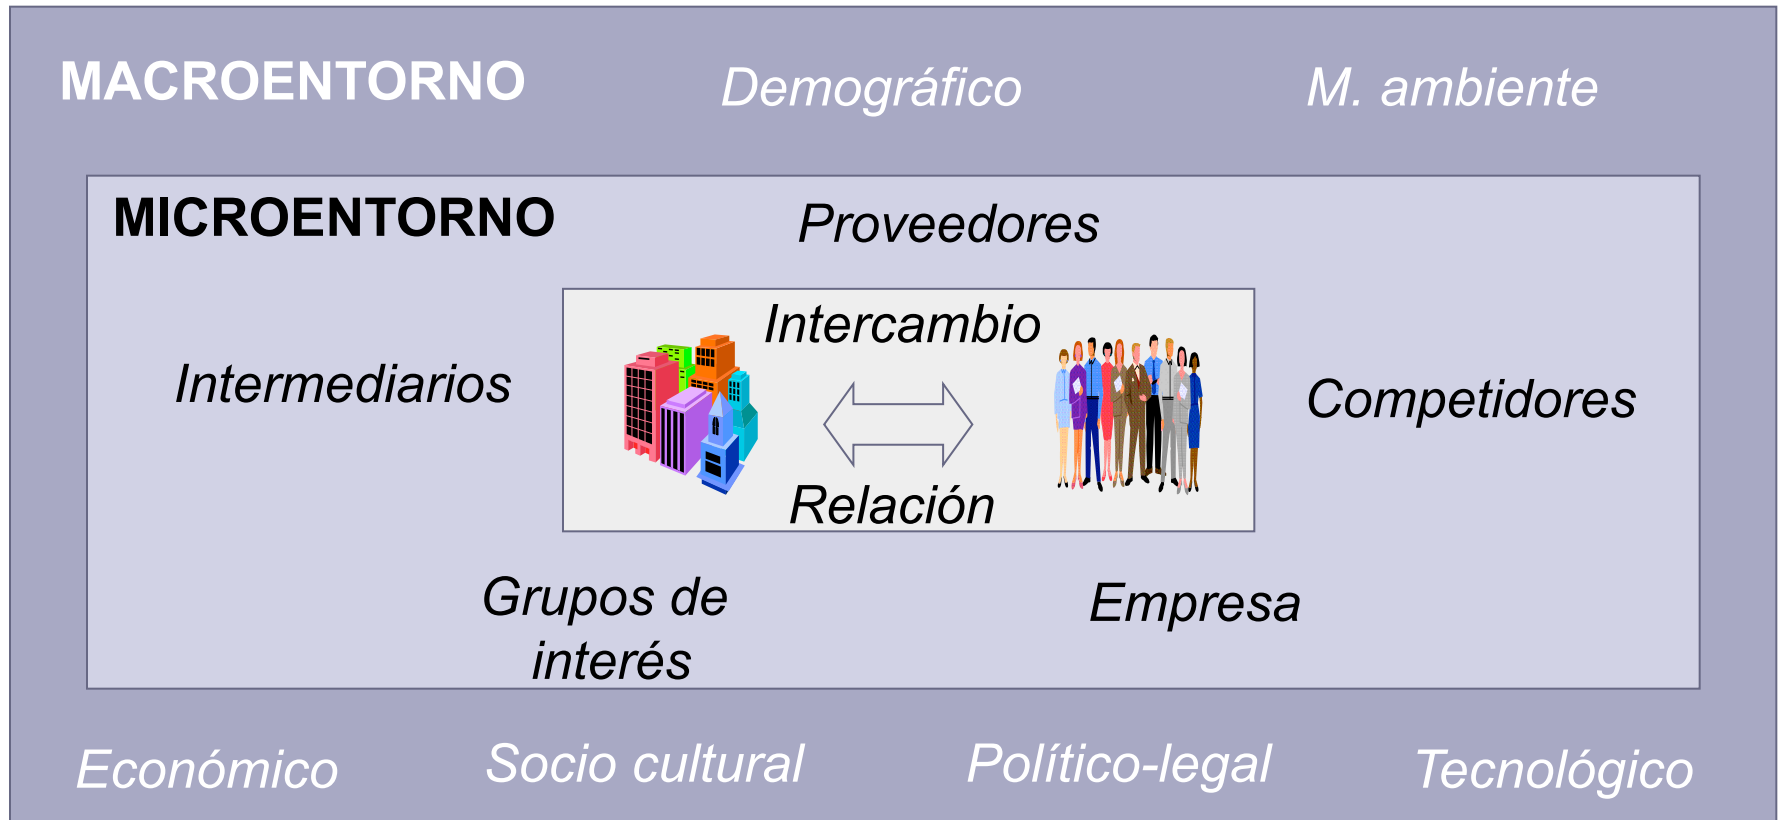 MACROENTORNO
Demográfico
M. ambiente
MICROENTORNO
Proveedores
Intercambio
Intermediarios
Competidores
Relación
Grupos de
interés
Empresa
Económico
Socio cultural
Político-legal
Tecnológico